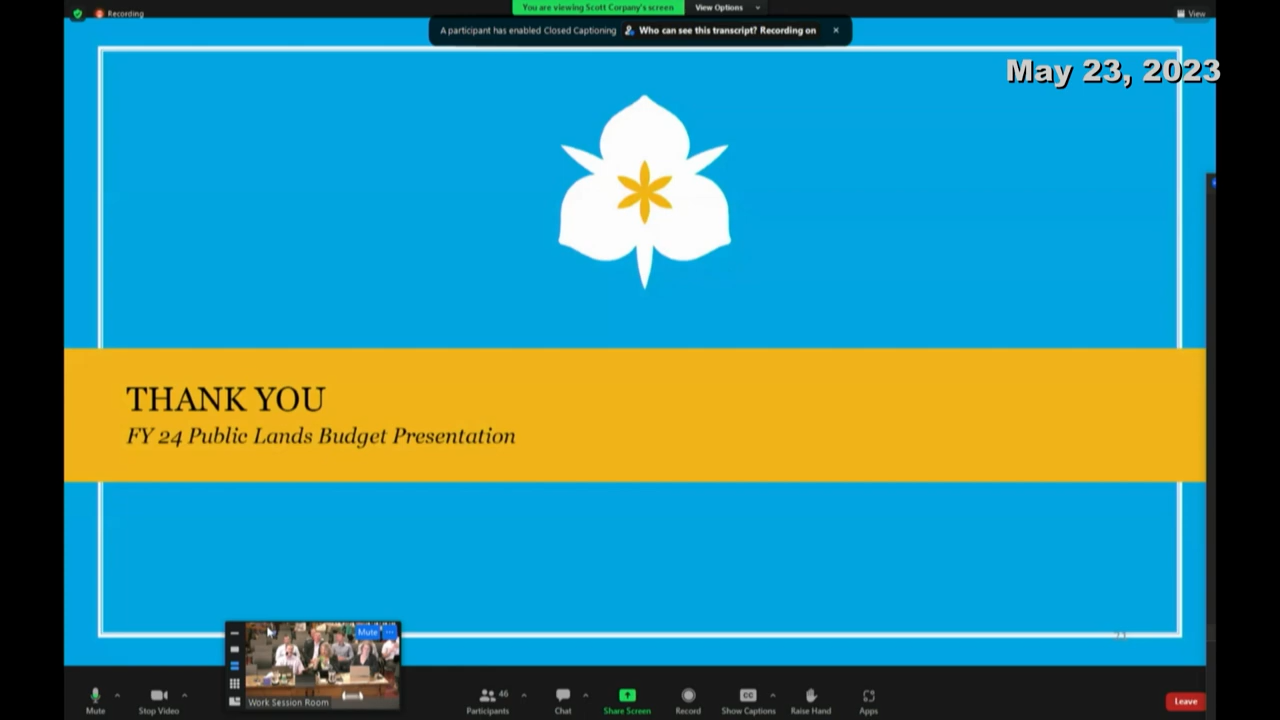 Recording
You are viewing Scott Corpany's screen
View Options
View
A participant has enabled Closed Captioning
Who can see this transcript? Recording on
May 23, 2023
THANK YOU
FY 24 Public Lands Budget Presentation
Mute
Work Session Room
Mute
Stop Video
46
Participants
Chat
Share Screen
Record
CC
Show Captions
Raise Hand
Apps
Leave